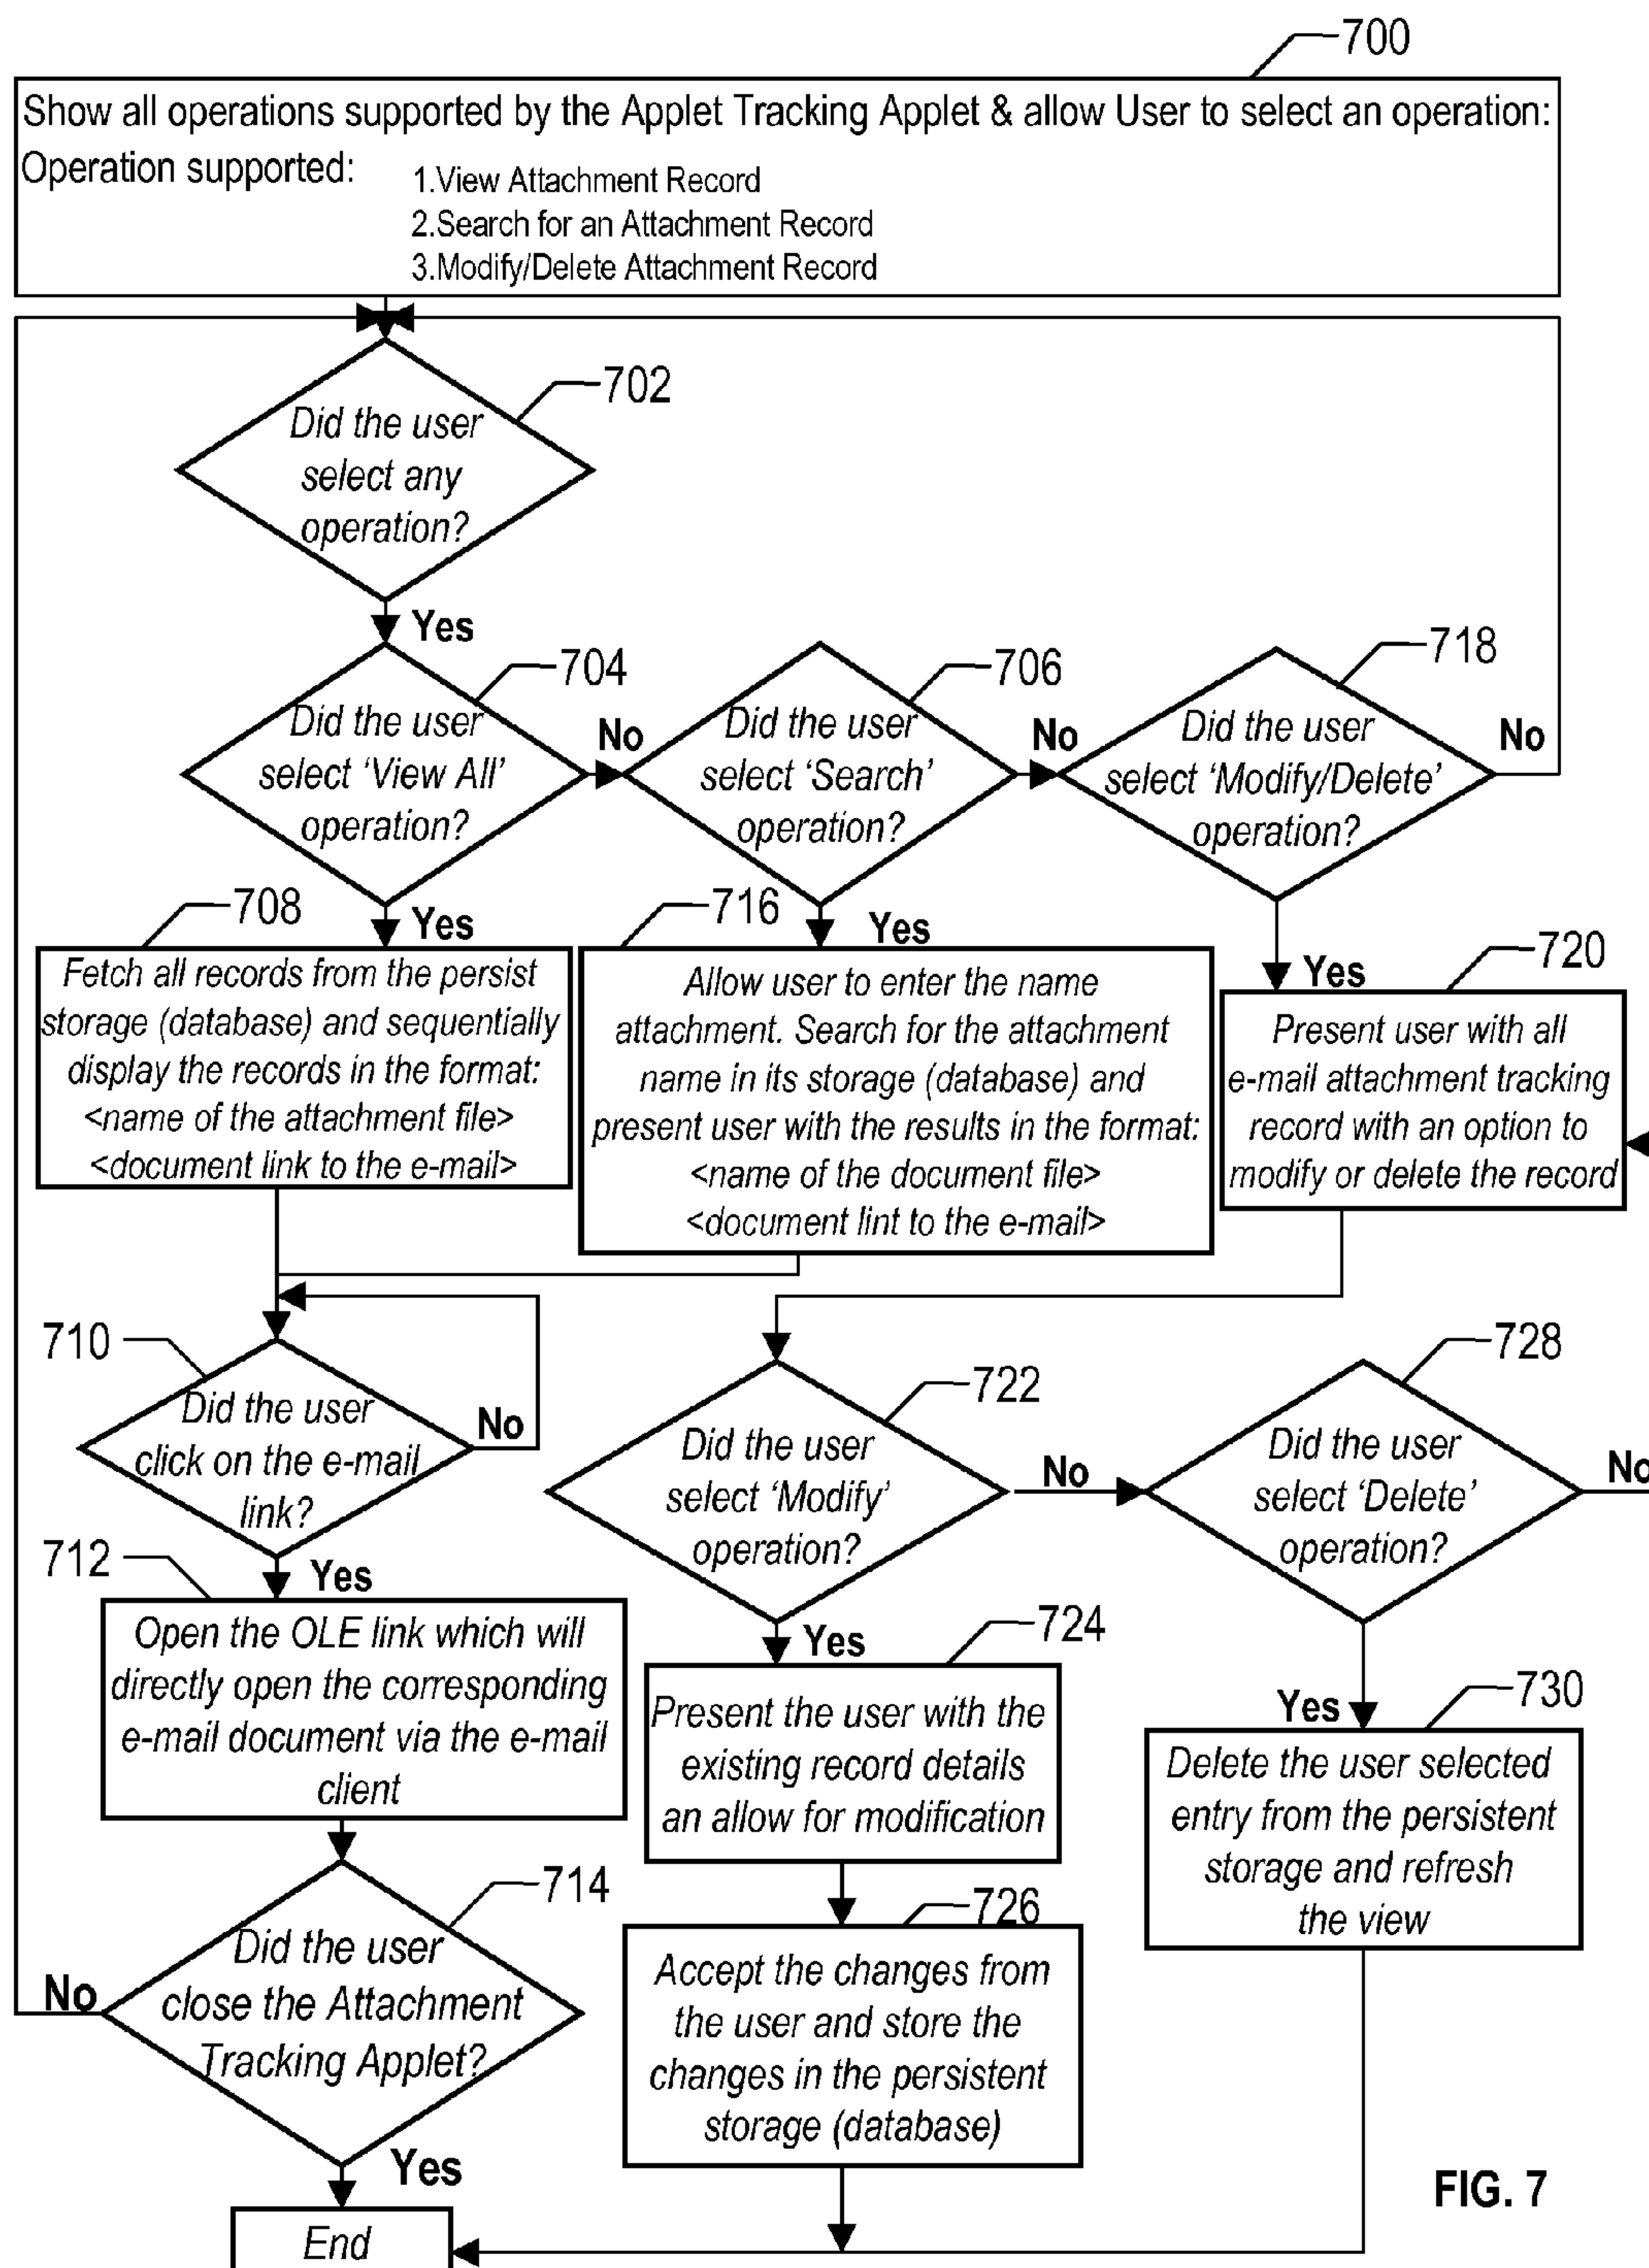 700
Show all operations supported by the Applet Tracking Applet & allow User to select an operation:
Operation supported:
1.View Attachment Record
2.Search for an Attachment Record
3.Modify/Delete Attachment Record
702
Did the user
select any
operation?
Yes
704
Did the user
select ‘View All’
operation?
No
706
Did the user
select ‘Search’
operation?
No
718
Did the user
select ‘Modify/Delete’
operation?
No
708
Yes
Fetch all records from the persist
storage (database) and sequentially
display the records in the format:
<name of the attachment file>
<document link to the e-mail>
716
Yes
Allow user to enter the name
attachment. Search for the attachment
name in its storage (database) and
present user with the results in the format:
<name of the document file>
<document lint to the e-mail>
Yes
720
Present user with all
e-mail attachment tracking
record with an option to
modify or delete the record
710
Did the user
click on the e-mail
link?
No
722
Did the user
select ‘Modify’
operation?
No
728
Did the user
select ‘Delete’
operation?
No
712
Yes
Open the OLE link which will
directly open the corresponding
e-mail document via the e-mail
client
Yes
724
Present the user with the
existing record details
an allow for modification
Yes
730
Delete the user selected
entry from the persistent
storage and refresh
the view
714
Did the user
close the Attachment
Tracking Applet?
No
726
Accept the changes from
the user and store the
changes in the persistent
storage (database)
Yes
End
FIG. 7